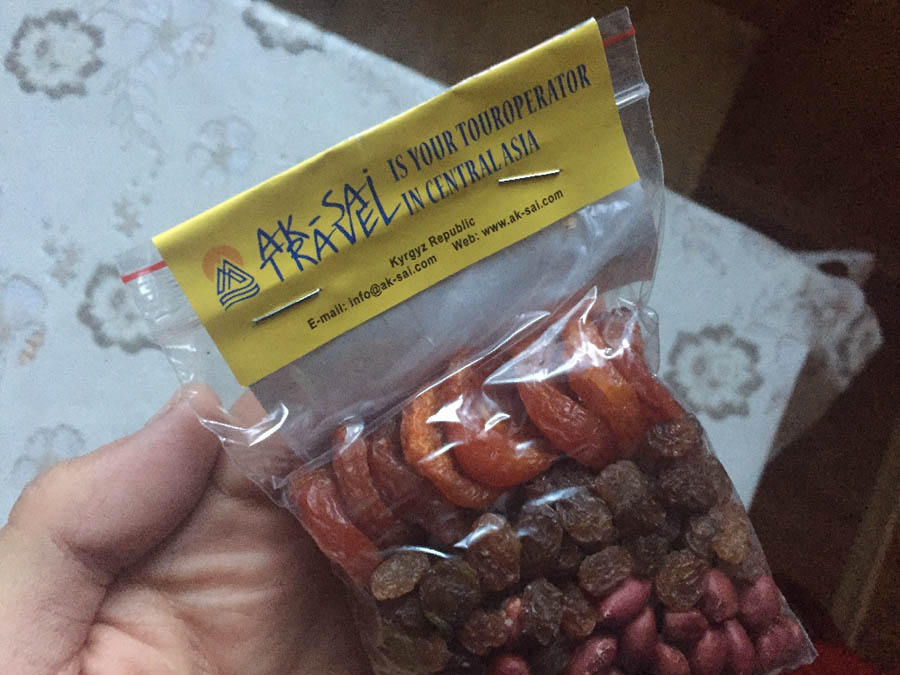 AK-SAI
TRAVEL
IS YOUR TOUROPERATOR
IN CENTRAL ASIA
Kyrgyz Republic
E-mail: info@ak-sai.com Web: www.ak-sai.com